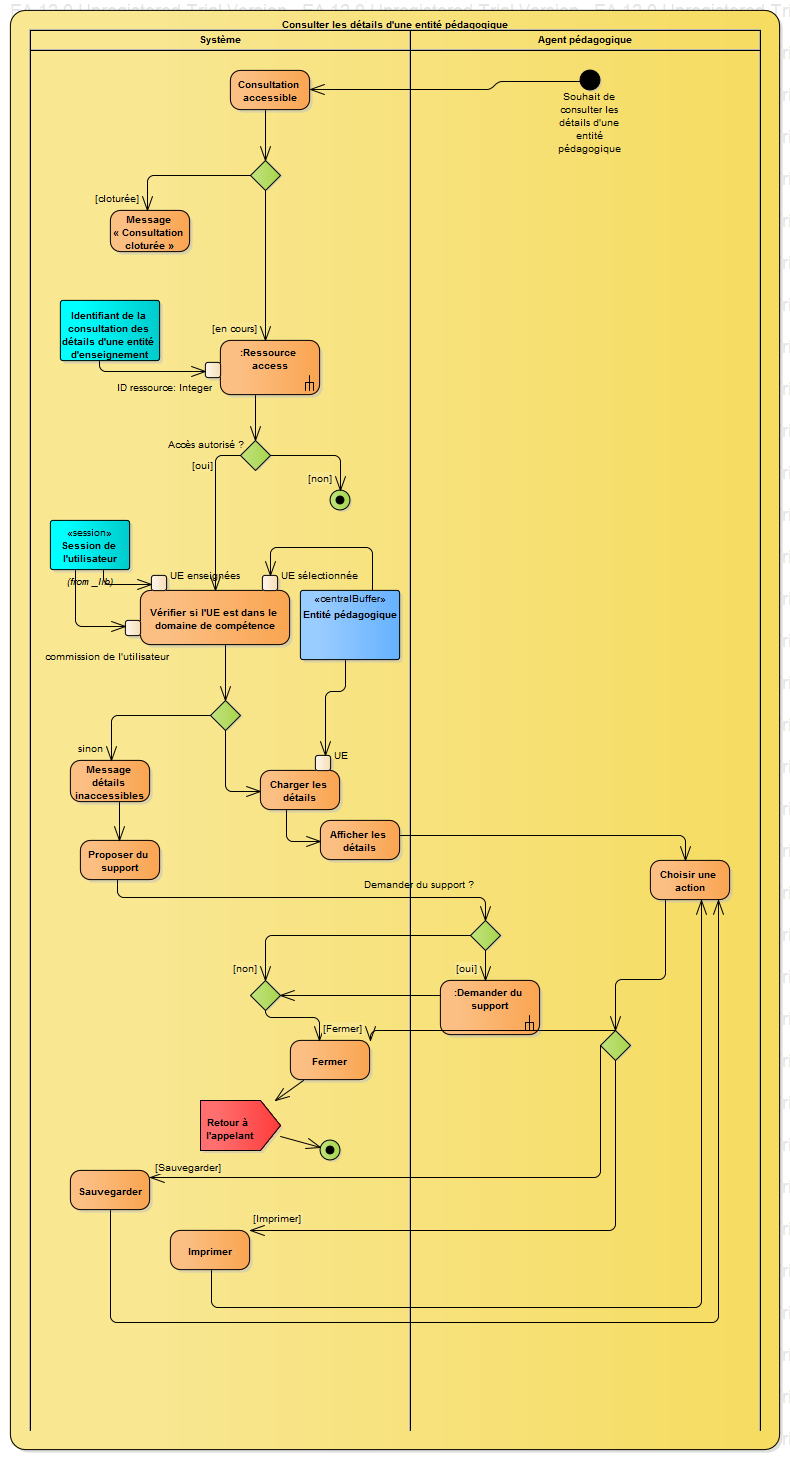 EA 13.0 Unregistered Trial Version EA 13.0 Unregistered Trial Version EA 13.0 Unregistered Tri
Consulter les détails d'une entité pédagogique
Système
Agent pédagogique
Consultation
accessible
Souhait de
consulter les
détails d'une
entité
pédagogique
[cloturée]
Message
« Consultation
cloturée »
Identifiant de la
consultation des
détails d'une entité
d'enseignement
[en cours]
:Ressource
access
ID ressource: Integer
Accès autorisé ?
[oui]
[non]
«session»
Session de
l'utilisateur
(from _lib)
UE enseignées
UE sélectionnée
«centralBuffer»
Entité pédagogique
Vérifier si l'UE est dans le
domaine de compétence
commission de l'utilisateur
sinon
UE
Message
détails
inaccessibles
Charger les
détails
Afficher les
détails
Proposer du
support
Choisir une
action
Demander du support ?
[non]
[oui]
:Demander du
support
[Fermer]
Fermer
Retour à
l'appelant
[Sauvegarder]
Sauvegarder
[Imprimer]
Imprimer